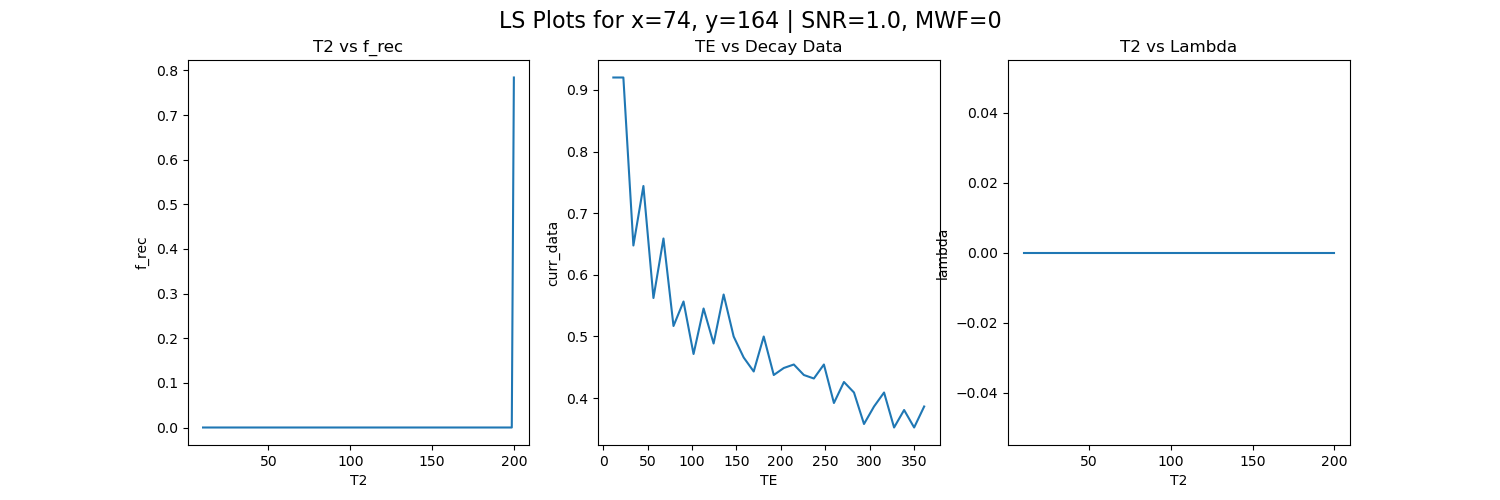 LS Plots for x=74, y=164 | SNR=1.0, MWF=0
T2 vs f_rec
f_rec
0.8
0.7
0.6
0.5
0.4
0.3
0.2
0.1
0.0
50 100 150 200
T2
TE vs Decay Data
curr_data
0.9
0.8
0.7
0.6
0.5
0.4
0 50 100 150 200 250 300 350
TE
T2 vs Lambda
lambda
0.04
0.02
0.00
−0.02
−0.04
50 100 150 200
T2